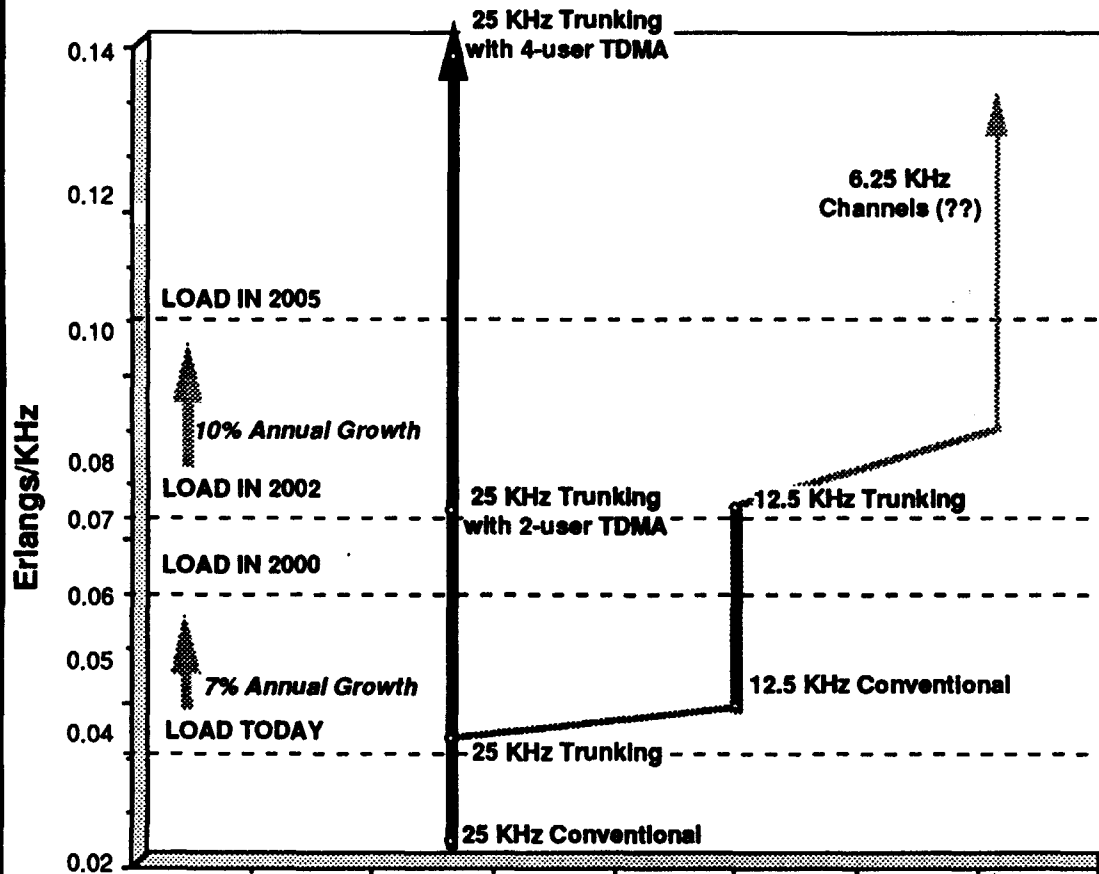 25 KHz Trunking
with 4-user TDMA
0.14
6.25 KHz
Channels (??)
0.12
LOAD IN 2005
0.10
10% Annual Growth
0.08
LOAD IN 2002
25 KHz Trunking
with 2-user TDMA
12.5 KHz Trunking
0.07
LOAD IN 2000
0.06
Erlangs/KHz
0.05
7% Annual Growth
12.5 KHz Conventional
LOAD TODAY
0.04
25 KHz Trunking
25 KHz Conventional
0.02